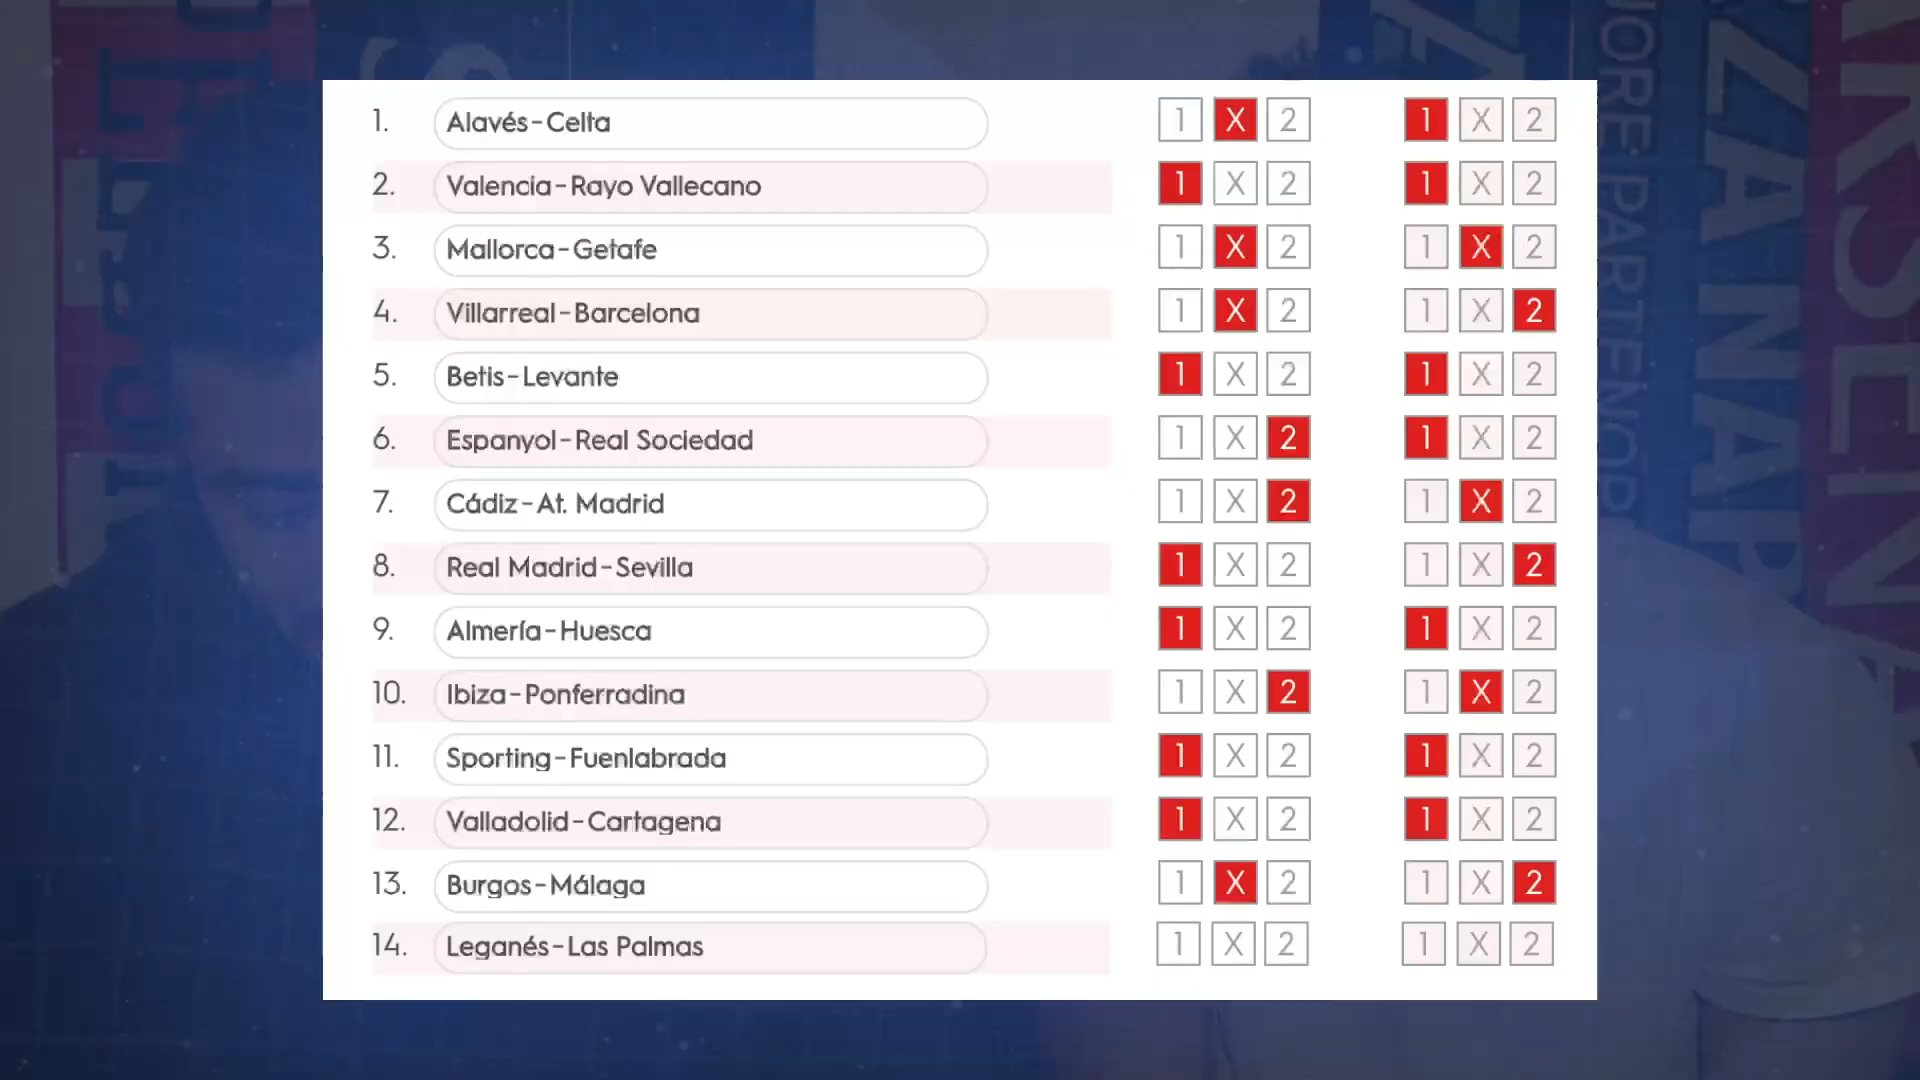 1. Alavés-Celta 1 X 2 1 X 2
2. Valencia-Rayo Vallecano 1 X 2 1 X 2
3. Mallorca-Getafe 1 X 2 1 X 2
4. Villarreal-Barcelona 1 X 2 1 X 2
5. Betis-Levante 1 X 2 1 X 2
6. Espanyol-Real Sociedad 1 X 2 1 X 2
7. Cádiz-At. Madrid 1 X 2 1 X 2
8. Real Madrid-Sevilla 1 X 2 1 X 2
9. Almería-Huesca 1 X 2 1 X 2
10. Ibiza-Ponferradina 1 X 2 1 X 2
11. Sporting-Fuenlabrada 1 X 2 1 X 2
12. Valladolid-Cartagena 1 X 2 1 X 2
13. Burgos-Málaga 1 X 2 1 X 2
14. Leganés-Las Palmas 1 X 2 1 X 2